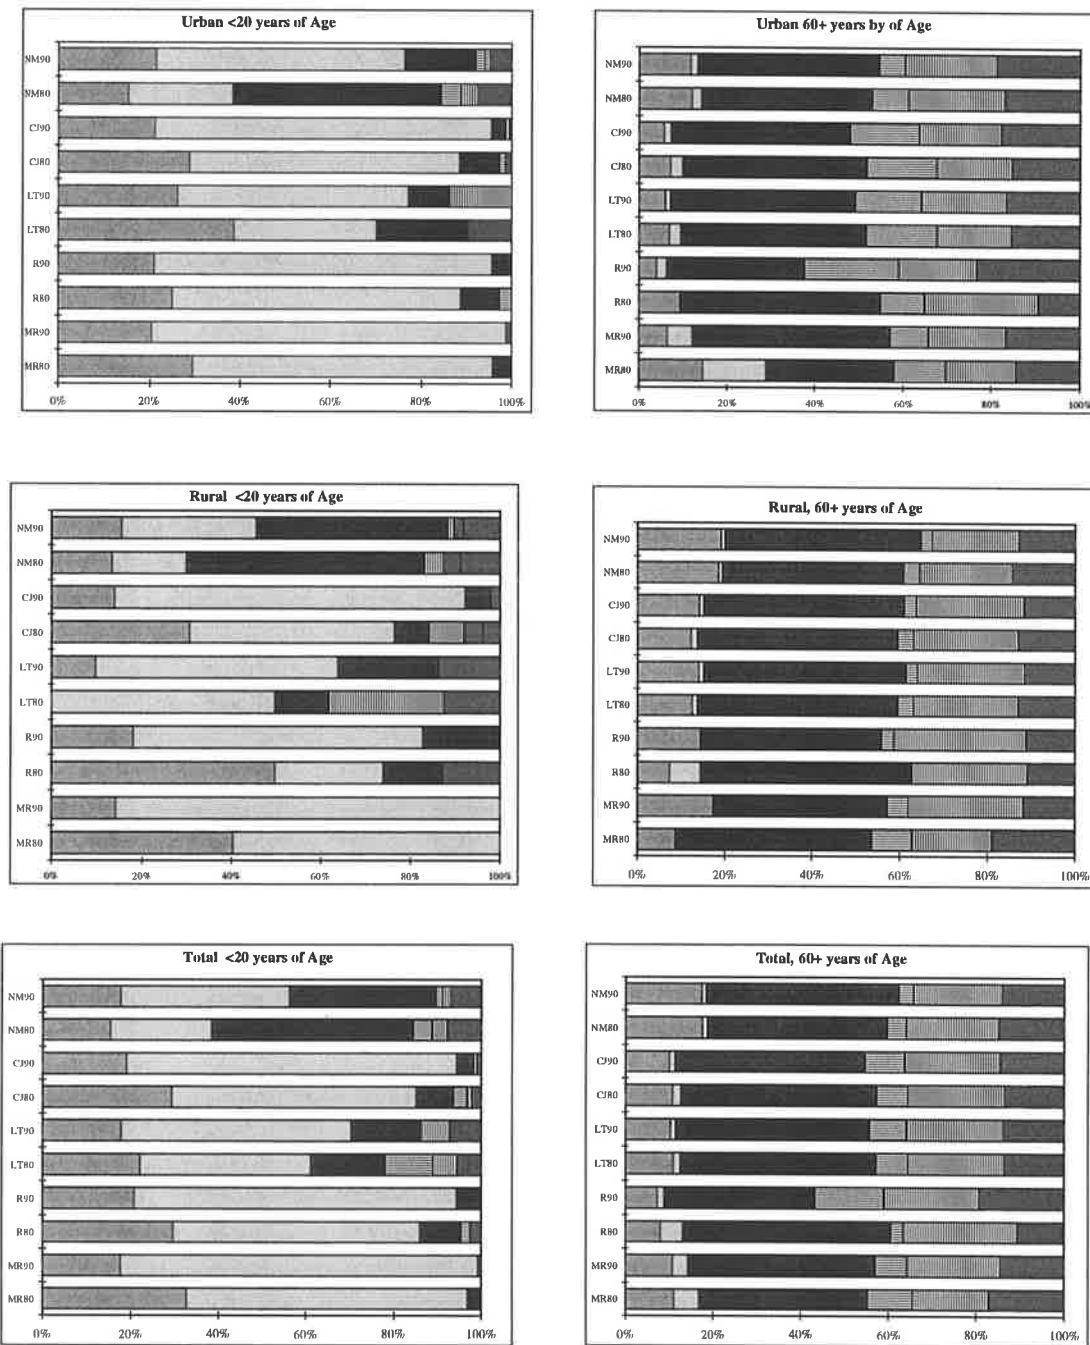 Urban <20 years of Age
NM90
NM80
CJ90
CJ80
LT90
LT80
R90
R80
MR90
MR80
0% 20% 40% 60% 80% 100%
Urban 60+ years by of Age
NM90
NM80
CJ90
CJ80
LT90
LT80
R90
R80
MR90
MR80
0% 20% 40% 60% 80% 100%
Rural <20 years of Age
NM90
NM80
CJ90
CJ80
LT90
LT80
R90
R80
MR90
MR80
0% 20% 40% 60% 80% 100%
Rural, 60+ years of Age
NM90
NM80
CJ90
CJ80
LT90
LT80
R90
R80
MR90
MR80
0% 20% 40% 60% 80% 100%
Total <20 years of Age
NM90
NM80
CJ90
CJ80
LT90
LT80
R90
R80
MR90
MR80
0% 20% 40% 60% 80% 100%
Total, 60+ years of Age
NM90
NM80
CJ90
CJ80
LT90
LT80
R90
R80
MR90
MR80
0% 20% 40% 60% 80% 100%